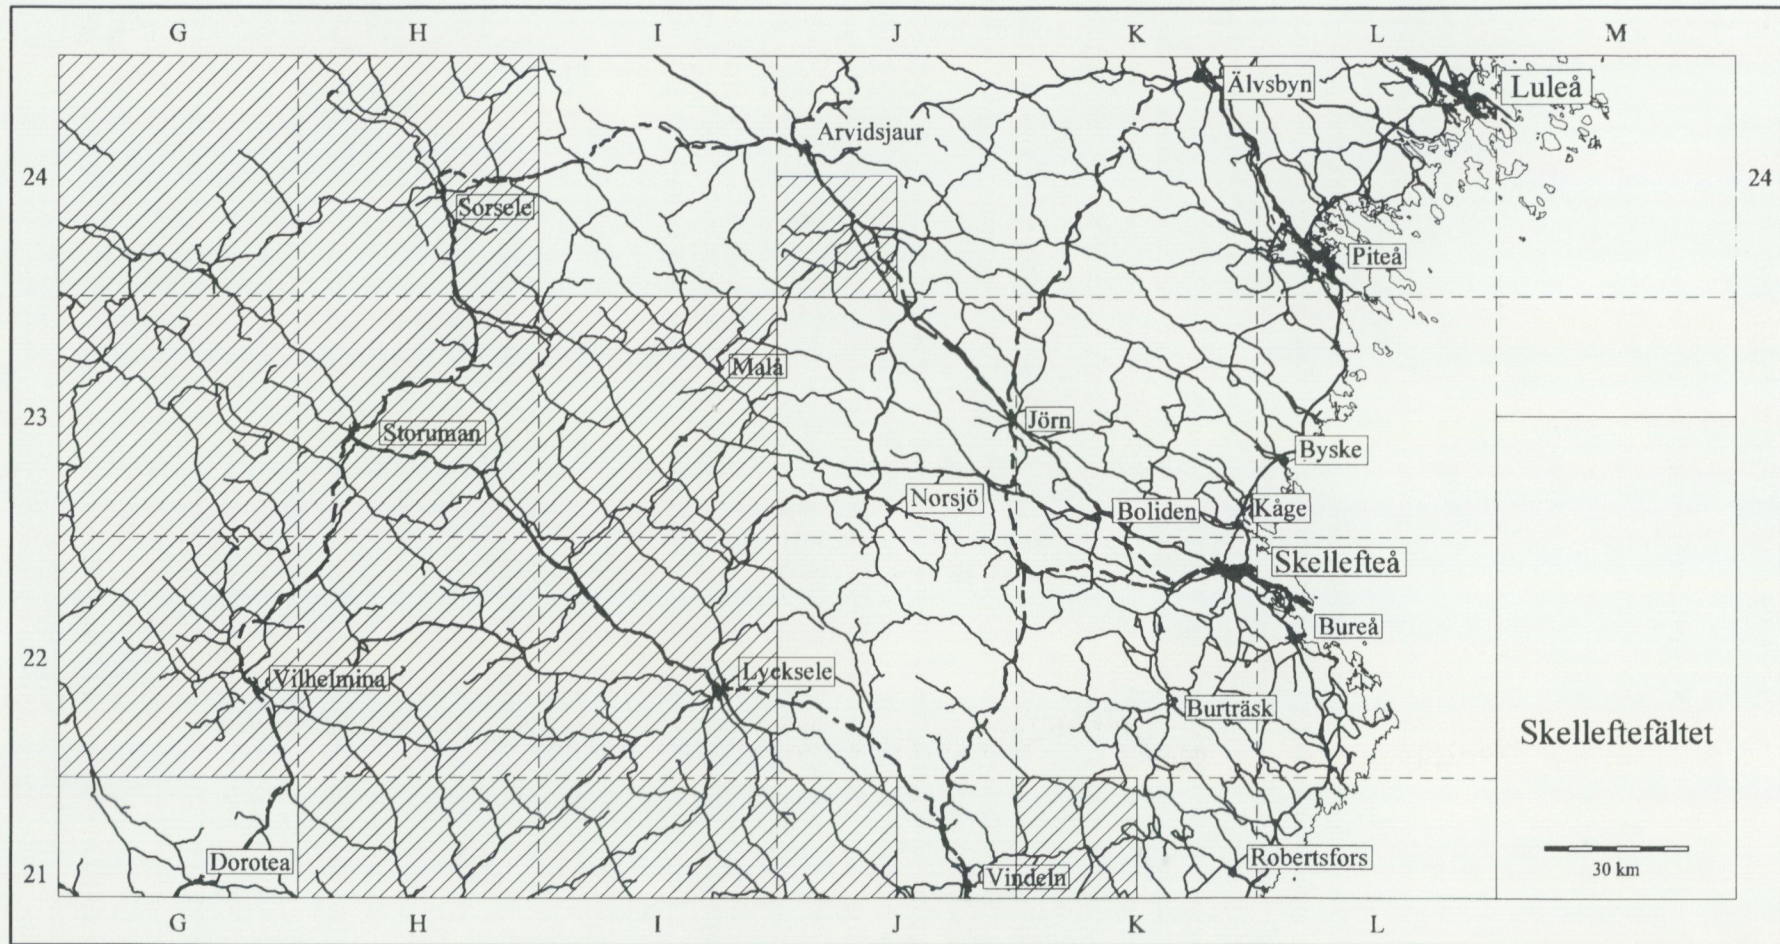 G H I J K L M
Älvsbyn
Luleå
Arvidsjaur
24 24
Sorsele
Piteå
Malå
23
Storuman
Jörn
Byske
Norsjö
Boliden
Kåge
Skellefteå
Bureå
22
Vilhelmina
Lycksele
Burträsk
Skelleftefältet
Dorotea
21
Vindeln
Robertsfors
30 km
G H I J K L